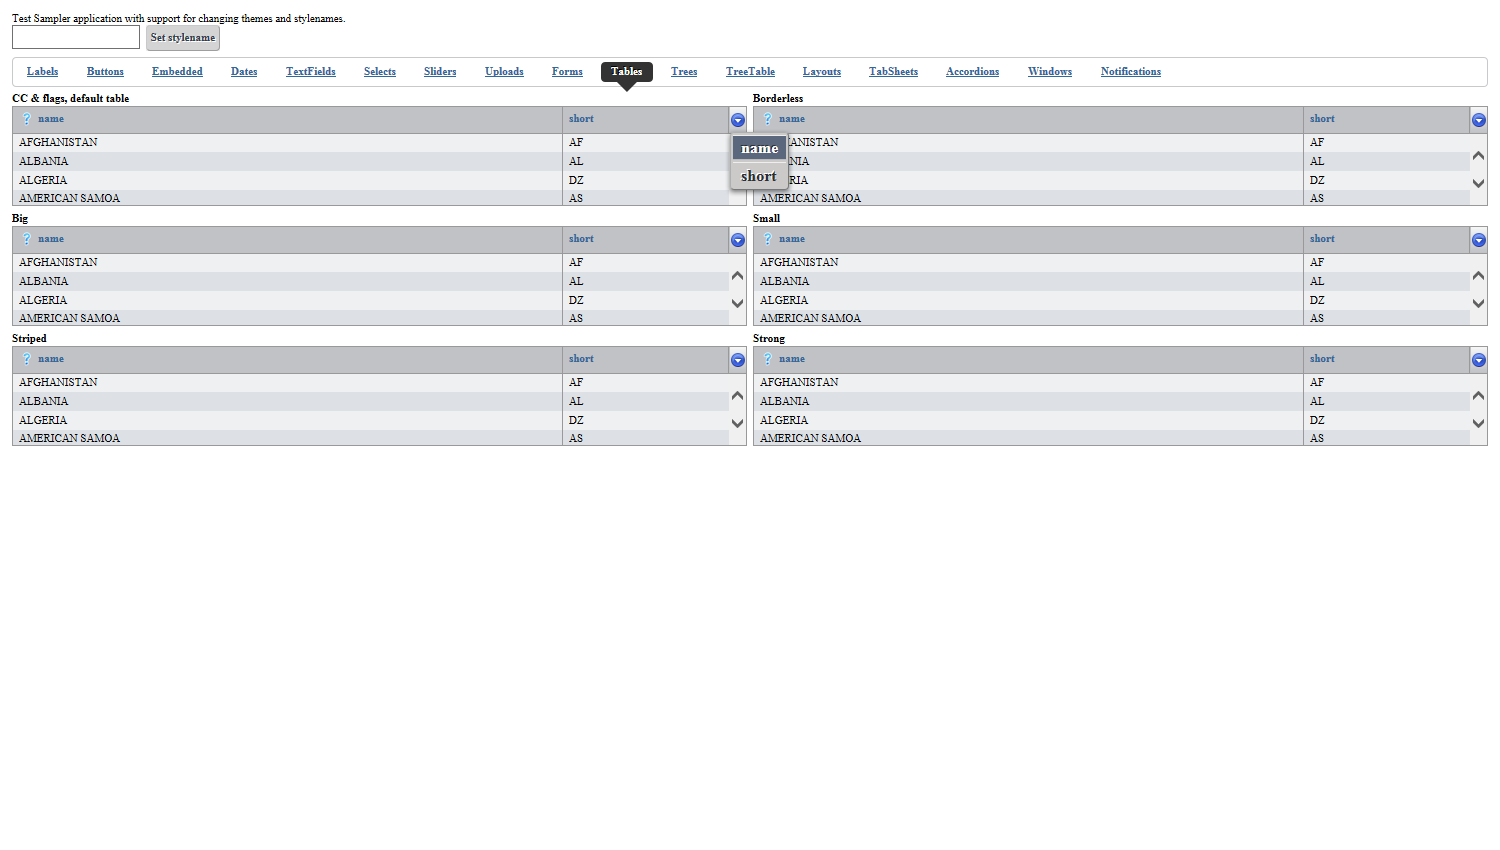 Test Sampler application with support for changing themes and stylenames.
Set stylename
Labels Buttons Embedded Dates TextFields Selects Sliders Uploads Forms Tables Trees TreeTable Layouts TabSheets Accordions Windows Notifications
CC & flags, default table
? name short
AFGHANISTAN AF
ALBANIA AL
ALGERIA DZ
AMERICAN SAMOA AS
name
short
Borderless
? name short
ANISTAN AF
NIA AL
RIA DZ
AMERICAN SAMOA AS
Big
? name short
AFGHANISTAN AF
ALBANIA AL
ALGERIA DZ
AMERICAN SAMOA AS
Small
? name short
AFGHANISTAN AF
ALBANIA AL
ALGERIA DZ
AMERICAN SAMOA AS
Striped
? name short
AFGHANISTAN AF
ALBANIA AL
ALGERIA DZ
AMERICAN SAMOA AS
Strong
? name short
AFGHANISTAN AF
ALBANIA AL
ALGERIA DZ
AMERICAN SAMOA AS